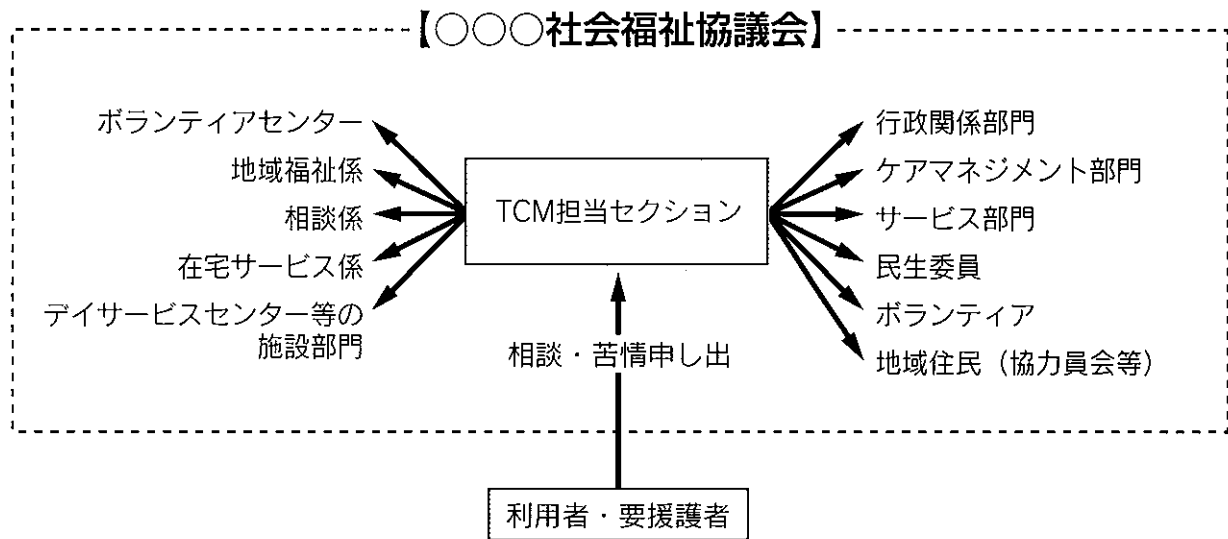 【○○○社会福祉協議会】
ボランティアセンター
地域福祉係
相談係
在宅サービス係
デイサービスセンター等の
施設部門
TCM担当セクション
行政関係部門
ケアマネジメント部門
サービス部門
民生委員
ボランティア
地域住民（協力員会等）
相談・苦情申し出
利用者・要援護者